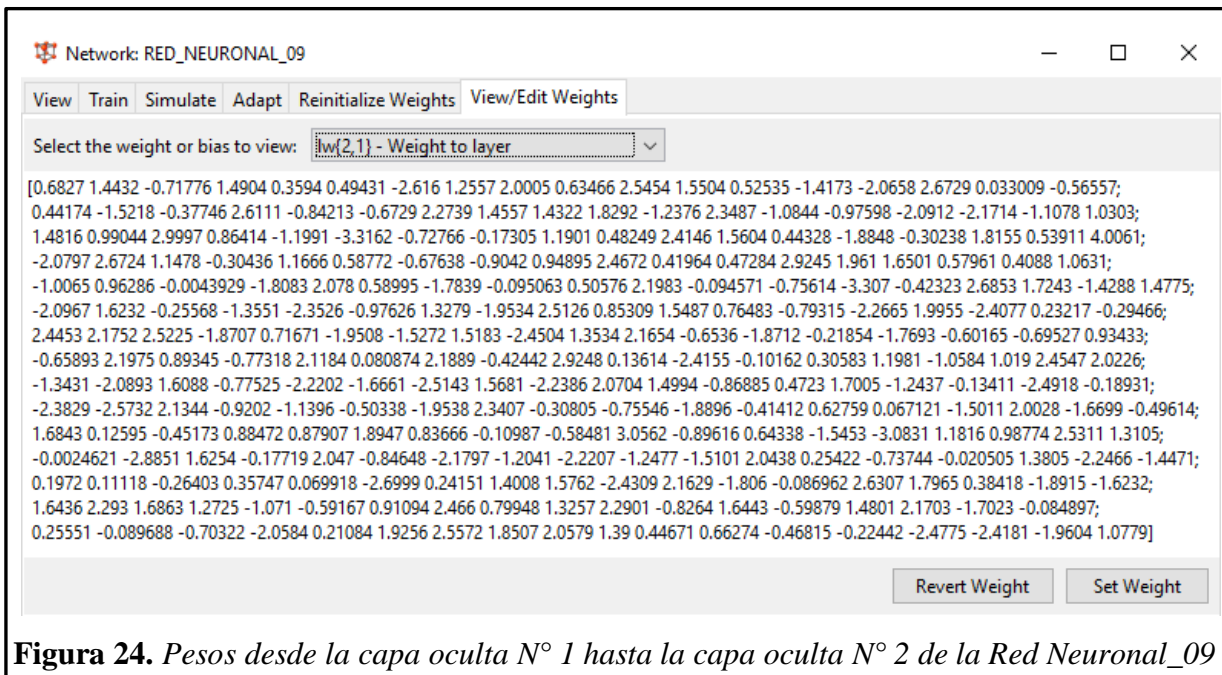 Network: RED_NEURONAL_09
View Train Simulate Adapt Reinitialize Weights View/Edit Weights
Select the weight or bias to view: lw{2,1} - Weight to layer
[0.6827 1.4432 -0.71776 1.4904 0.3594 0.49431 -2.616 1.2557 2.0005 0.63466 2.5454 1.5504 0.52535 -1.4173 -2.0658 2.6729 0.033009 -0.56557;
0.44174 -1.5218 -0.37746 2.6111 -0.84213 -0.6729 2.2739 1.4557 1.4322 1.8292 -1.2376 2.3487 -1.0844 -0.97598 -2.0912 -2.1714 -1.1078 1.0303;
1.4816 0.99044 2.9997 0.86414 -1.1991 -3.3162 -0.72766 -0.17305 1.1901 0.48249 2.4146 1.5604 0.44328 -1.8848 -0.30238 1.8155 0.53911 4.0061;
-2.0797 2.6724 1.1478 -0.30436 1.1666 0.58772 -0.67638 -0.9042 0.94895 2.4672 0.41964 0.47284 2.9245 1.961 1.6501 0.57961 0.4088 1.0631;
-1.0065 0.96286 -0.0043929 -1.8083 2.078 0.58995 -1.7839 -0.095063 0.50576 2.1983 -0.094571 -0.75614 -3.307 -0.42323 2.6853 1.7243 -1.4288 1.4775;
-2.0967 1.6232 -0.25568 -1.3551 -2.3526 -0.97626 1.3279 -1.9534 2.5126 0.85309 1.5487 0.76483 -0.79315 -2.2665 1.9955 -2.4077 0.23217 -0.29466;
2.4453 2.1752 2.5225 -1.8707 0.71671 -1.9508 -1.5272 1.5183 -2.4504 1.3534 2.1654 -0.6536 -1.8712 -0.21854 -1.7693 -0.60165 -0.69527 0.93433;
-0.65893 2.1975 0.89345 -0.77318 2.1184 0.080874 2.1889 -0.42442 2.9248 0.13614 -2.4155 -0.10162 0.30583 1.1981 -1.0584 1.019 2.4547 2.0226;
-1.3431 -2.0893 1.6088 -0.77525 -2.2202 -1.6661 -2.5143 1.5681 -2.2386 2.0704 1.4994 -0.86885 0.4723 1.7005 -1.2437 -0.13411 -2.4918 -0.18931;
-2.3829 -2.5732 2.1344 -0.9202 -1.1396 -0.50338 -1.9538 2.3407 -0.30805 -0.75546 -1.8896 -0.41412 0.62759 0.067121 -1.5011 2.0028 -1.6699 -0.49614;
1.6843 0.12595 -0.45173 0.88472 0.87907 1.8947 0.83666 -0.10987 -0.58481 3.0562 -0.89616 0.64338 -1.5453 -3.0831 1.1816 0.98774 2.5311 1.3105;
-0.0024621 -2.8851 1.6254 -0.17719 2.047 -0.84648 -2.1797 -1.2041 -2.2207 -1.2477 -1.5101 2.0438 0.25422 -0.73744 -0.020505 1.3805 -2.2466 -1.4471;
0.1972 0.11118 -0.26403 0.35747 0.069918 -2.6999 0.24151 1.4008 1.5762 -2.4309 2.1629 -1.806 -0.086962 2.6307 1.7965 0.38418 -1.8915 -1.6232;
1.6436 2.293 1.6863 1.2725 -1.071 -0.59167 0.91094 2.466 0.79948 1.3257 2.2901 -0.8264 1.6443 -0.59879 1.4801 2.1703 -1.7023 -0.084897;
0.25551 -0.089688 -0.70322 -2.0584 0.21084 1.9256 2.5572 1.8507 2.0579 1.39 0.44671 0.66274 -0.46815 -0.22442 -2.4775 -2.4181 -1.9604 1.0779]
Revert Weight Set Weight
Figura 24. Pesos desde la capa oculta N° 1 hasta la capa oculta N° 2 de la Red Neuronal_09